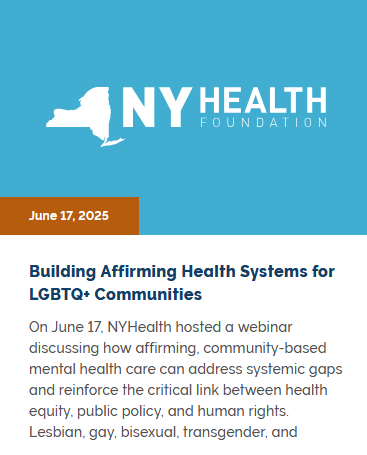 NY HEALTH
FOUNDATION
June 17, 2025
Building Affirming Health Systems for
LGBTQ+ Communities
On June 17, NYHealth hosted a webinar
discussing how affirming, community-based
mental health care can address systemic gaps
and reinforce the critical link between health
equity, public policy, and human rights.
Lesbian, gay, bisexual, transgender, and